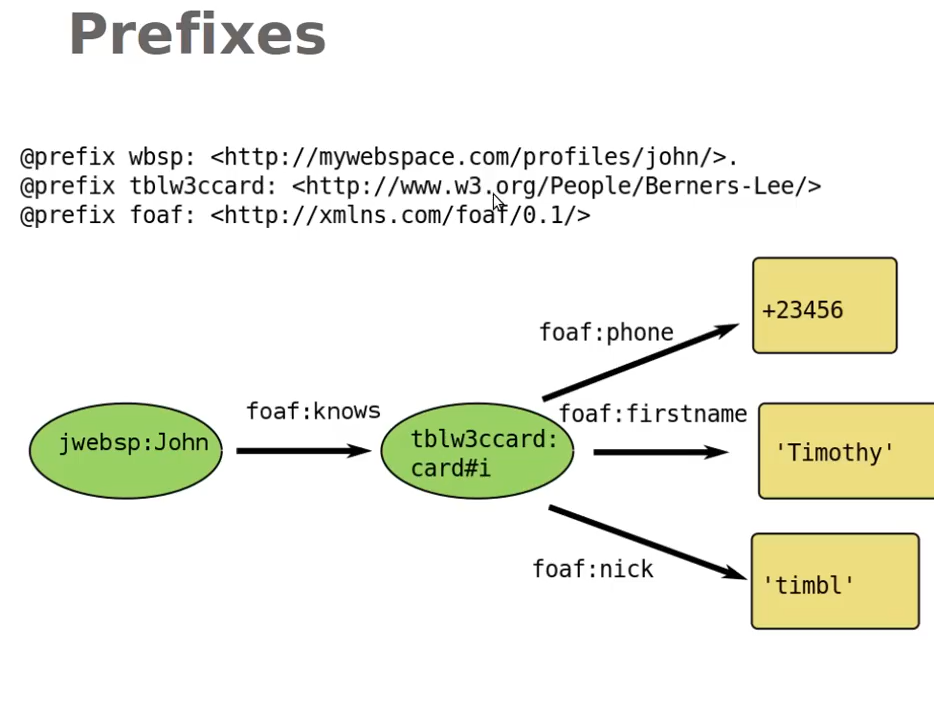 Prefixes
@prefix wbsp: <http://mywebspace.com/profiles/john/>.
@prefix tblw3ccard: <http://www.w3.org/People/Berners-Lee/>
@prefix foaf: <http://xmlns.com/foaf/0.1/>
+23456
foaf:phone
foaf:knows
foaf:firstname
jwebsp:John
tblw3ccard:
card#i
'Timothy'
foaf:nick
'timbl'